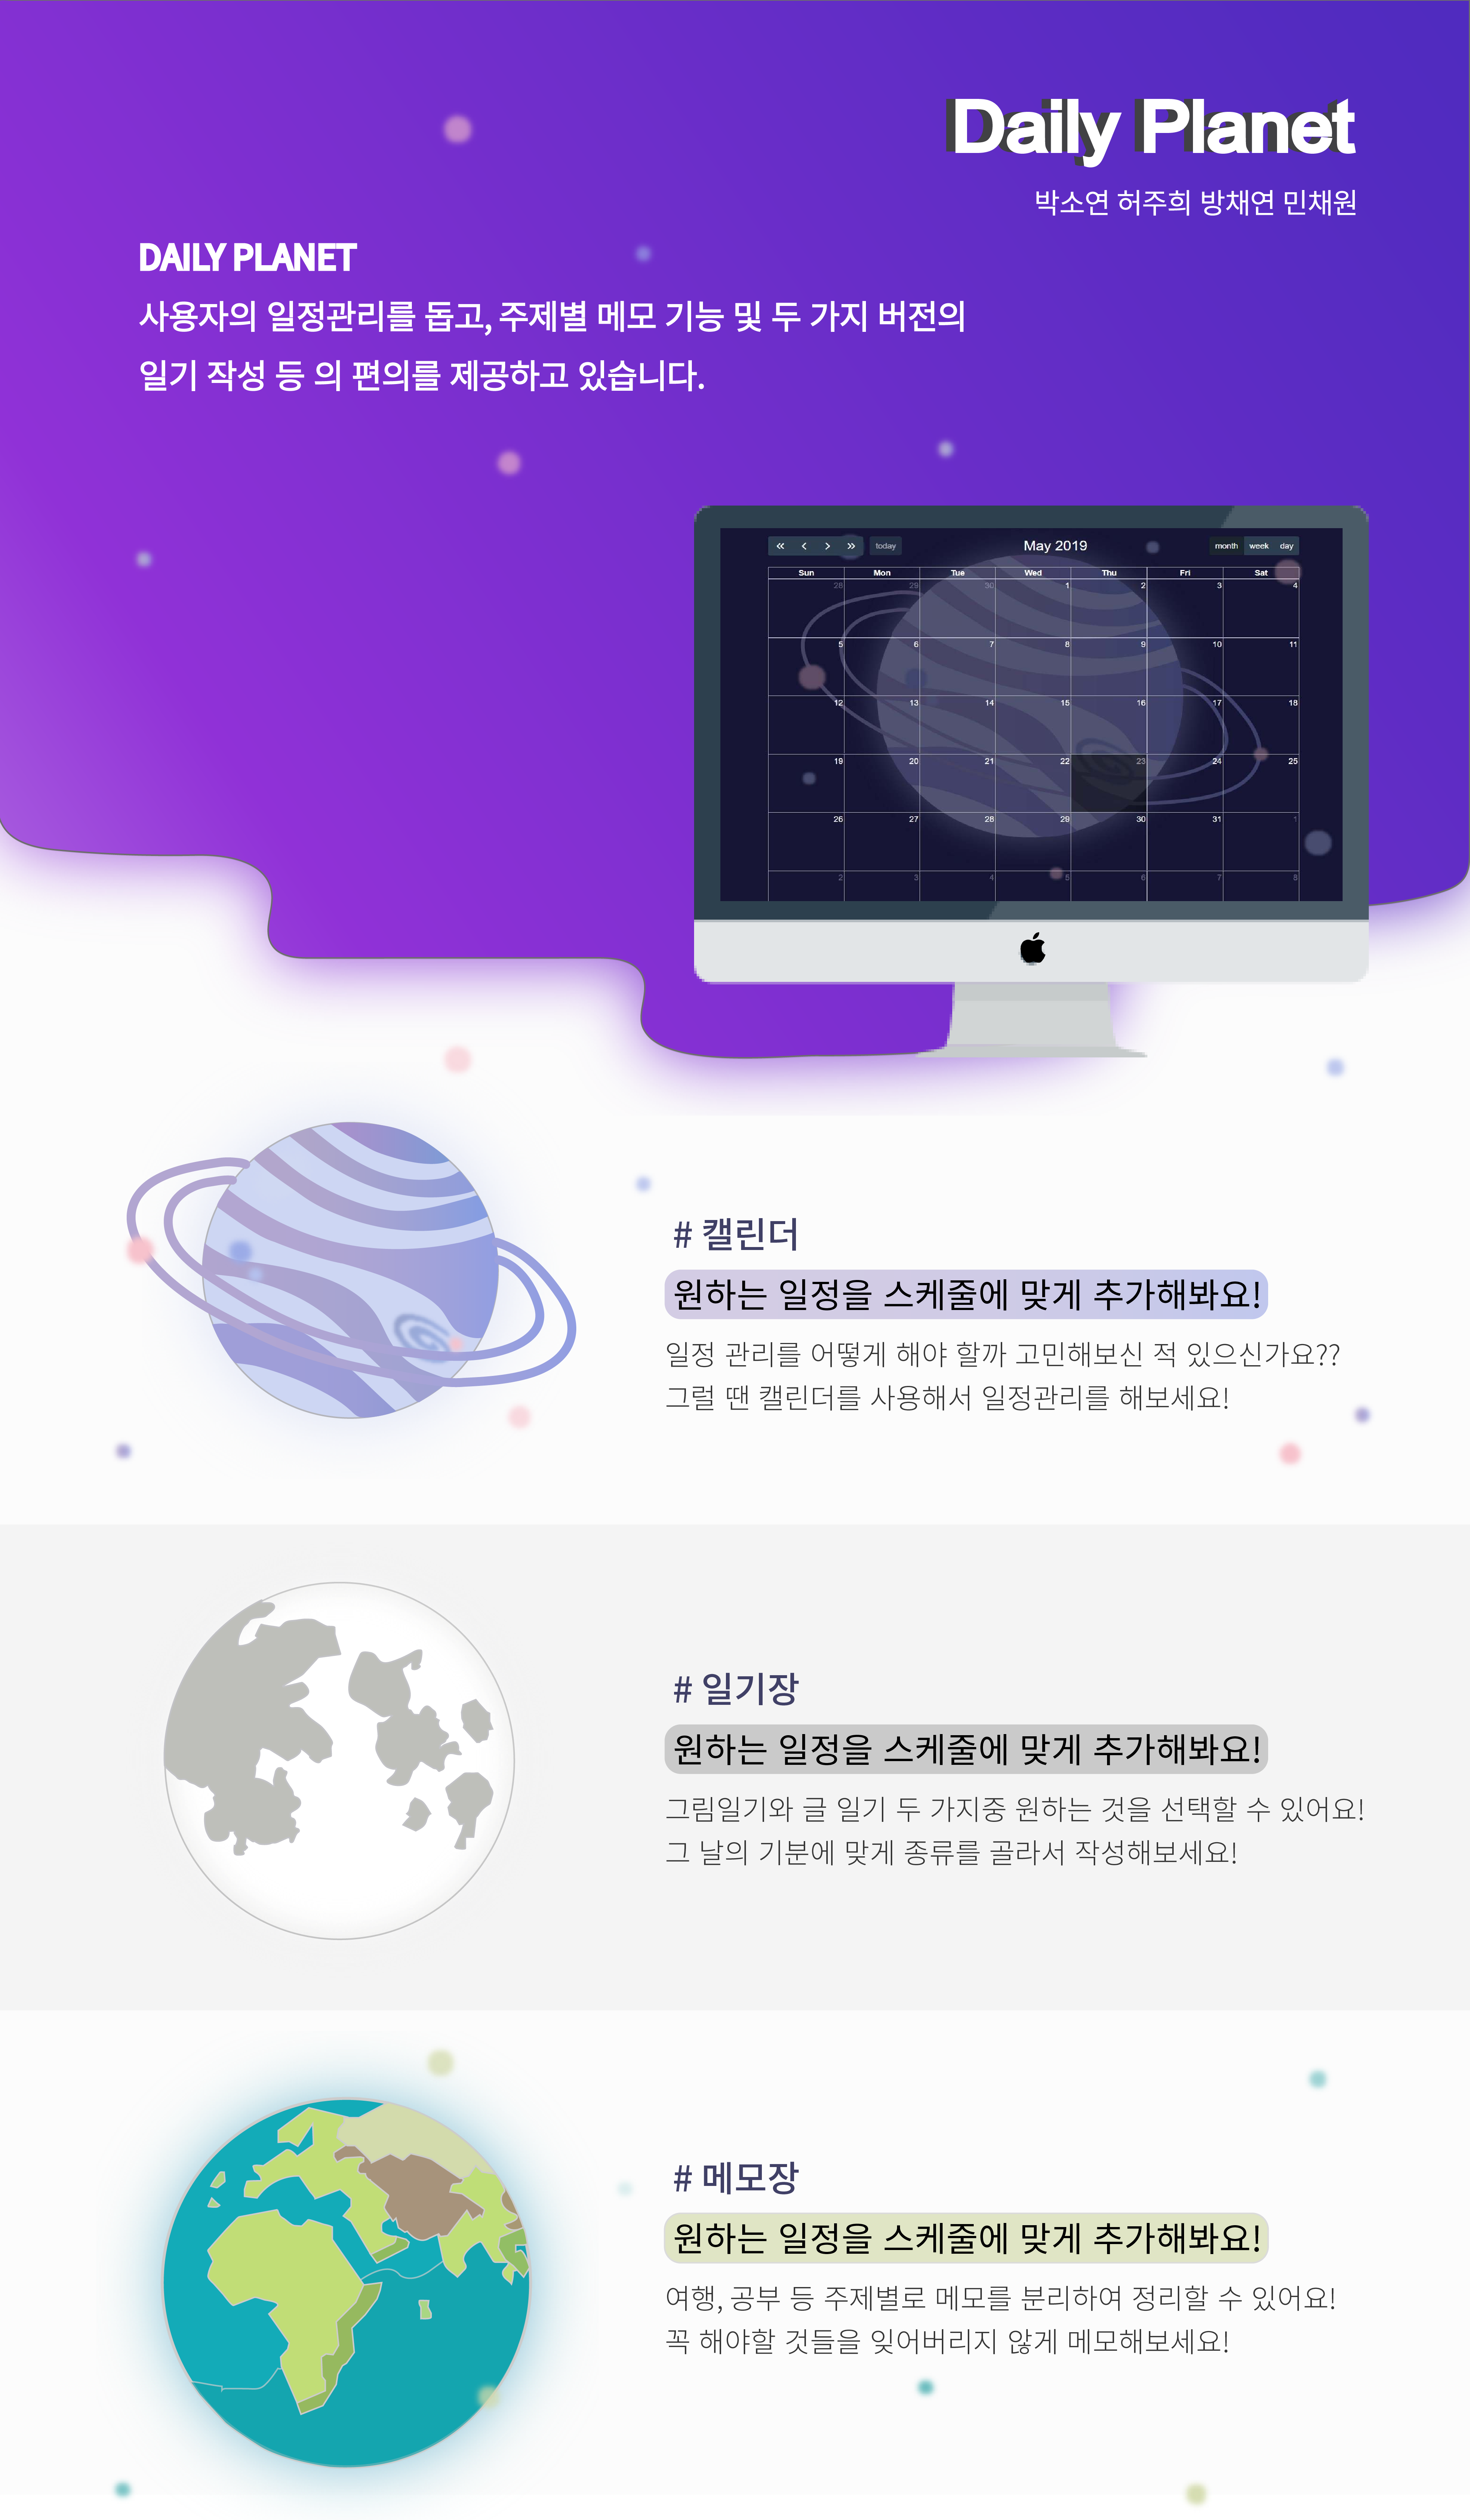 Daily Planet
박소연 허주희 방채연 민채원
DAILY PLANET
사용자의 일정관리를 돕고, 주제별 메모 기능 및 두 가지 버전의
일기 작성 등 의 편의를 제공하고 있습니다.
« < > » today May 2019 month week day
Sun Mon Tue Wed Thu Fri Sat
28 29 30 1 2 3 4
5 6 7 8 9 10 11
12 13 14 15 16 17 18
19 20 21 22 23 24 25
26 27 28 29 30 31 1
2 3 4 5 6 7 8
# 캘린더
원하는 일정을 스케줄에 맞게 추가해봐요!
일정 관리를 어떻게 해야 할까 고민해보신 적 있으신가요??
그럴 땐 캘린더를 사용해서 일정관리를 해보세요!
# 일기장
원하는 일정을 스케줄에 맞게 추가해봐요!
그림일기와 글 일기 두 가지중 원하는 것을 선택할 수 있어요!
그 날의 기분에 맞게 종류를 골라서 작성해보세요!
# 메모장
원하는 일정을 스케줄에 맞게 추가해봐요!
여행, 공부 등 주제별로 메모를 분리하여 정리할 수 있어요!
꼭 해야할 것들을 잊어버리지 않게 메모해보세요!